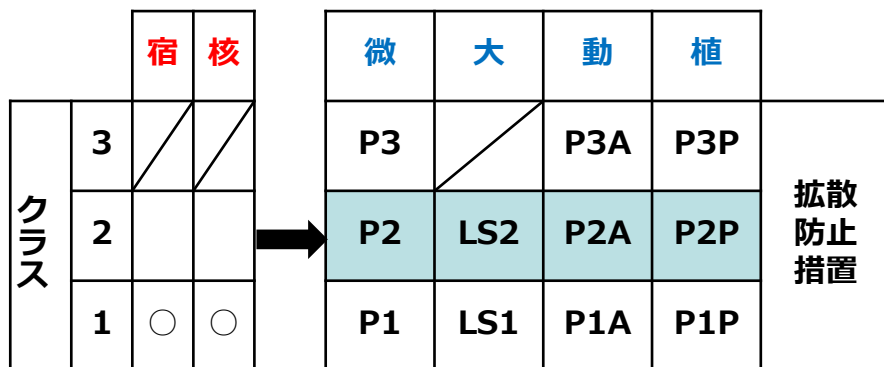 宿 核 微 大 動 植
クラス
3 P3 P3A P3P
2 P2 LS2 P2A P2P
1 ○ ○ P1 LS1 P1A P1P
拡散
防止
措置